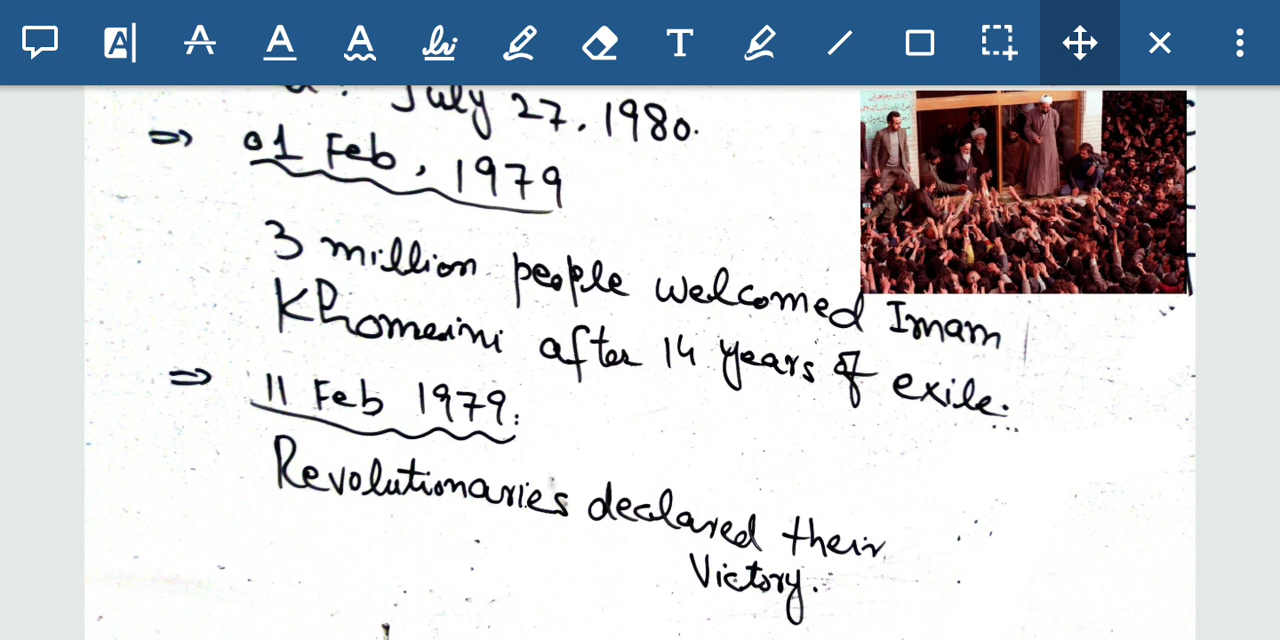 July 27, 1980.
⇒ 01 Feb, 1979
3 million people welcomed Imam
Khomeini after 14 years of exile.
⇒ 11 Feb 1979:
Revolutionaries declared their
Victory.